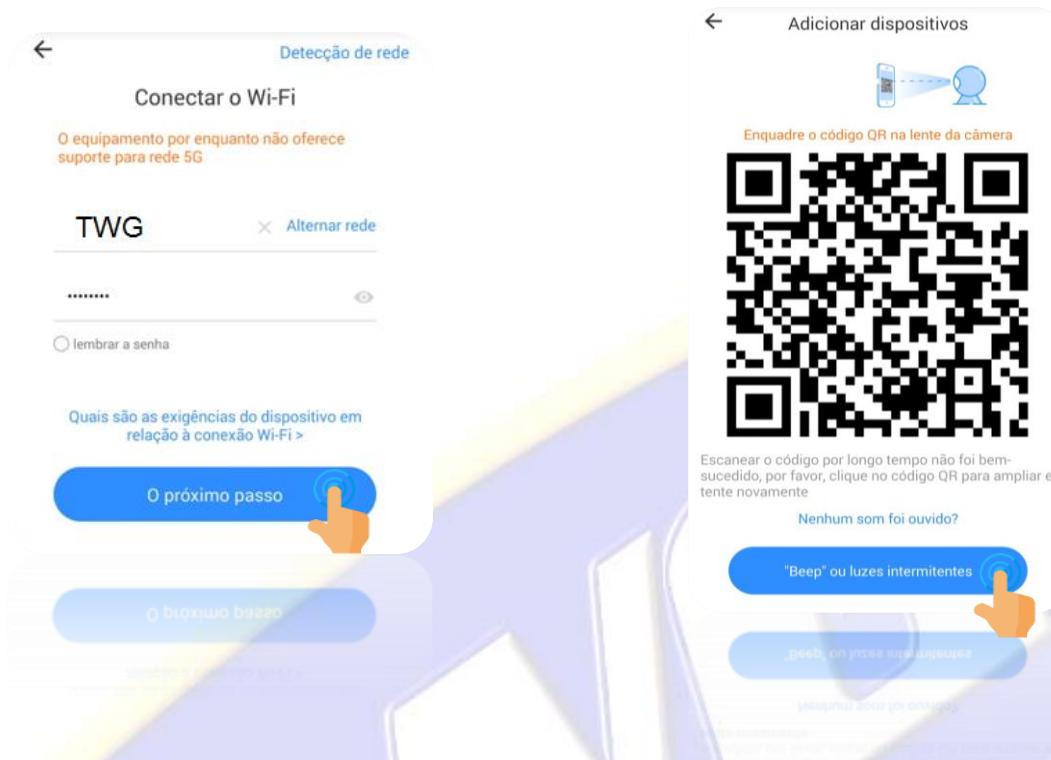 Detecção de rede
Conectar o Wi-Fi
O equipamento por enquanto não oferece
suporte para rede 5G
TWG
Alternar rede
••••••••
lembrar a senha
Quais são as exigências do dispositivo em
relação à conexão Wi-Fi >
O próximo passo
Adicionar dispositivos
Enquadre o código QR na lente da câmera
Escanear o código por longo tempo não foi bem-
sucedido, por favor, clique no código QR para ampliar e
tente novamente
Nenhum som foi ouvido?
"Beep" ou luzes intermitentes